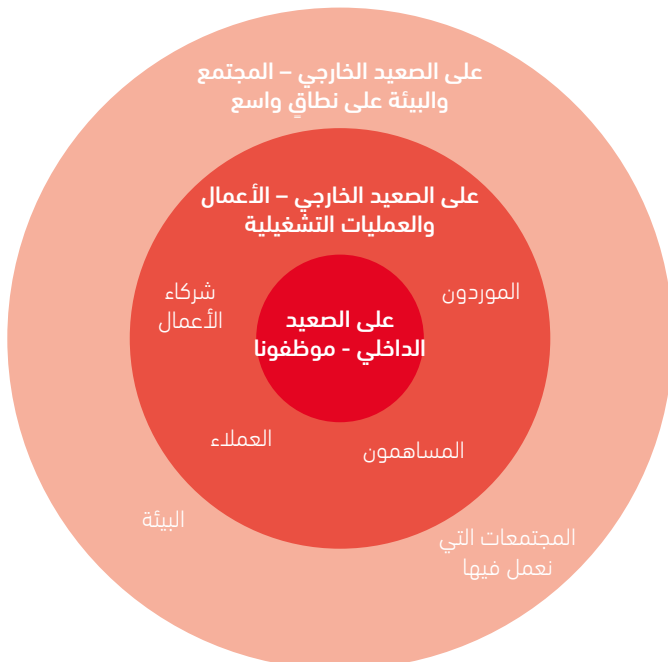 على الصعيد الخارجي – المجتمع
والبيئة على نطاقٍ واسع
على الصعيد الخارجي – الأعمال
والعمليات التشغيلية
الموردون
شركاء
الأعمال
على الصعيد
الداخلي - موظفونا
العملاء
المساهمون
البيئة
المجتمعات التي
نعمل فيها